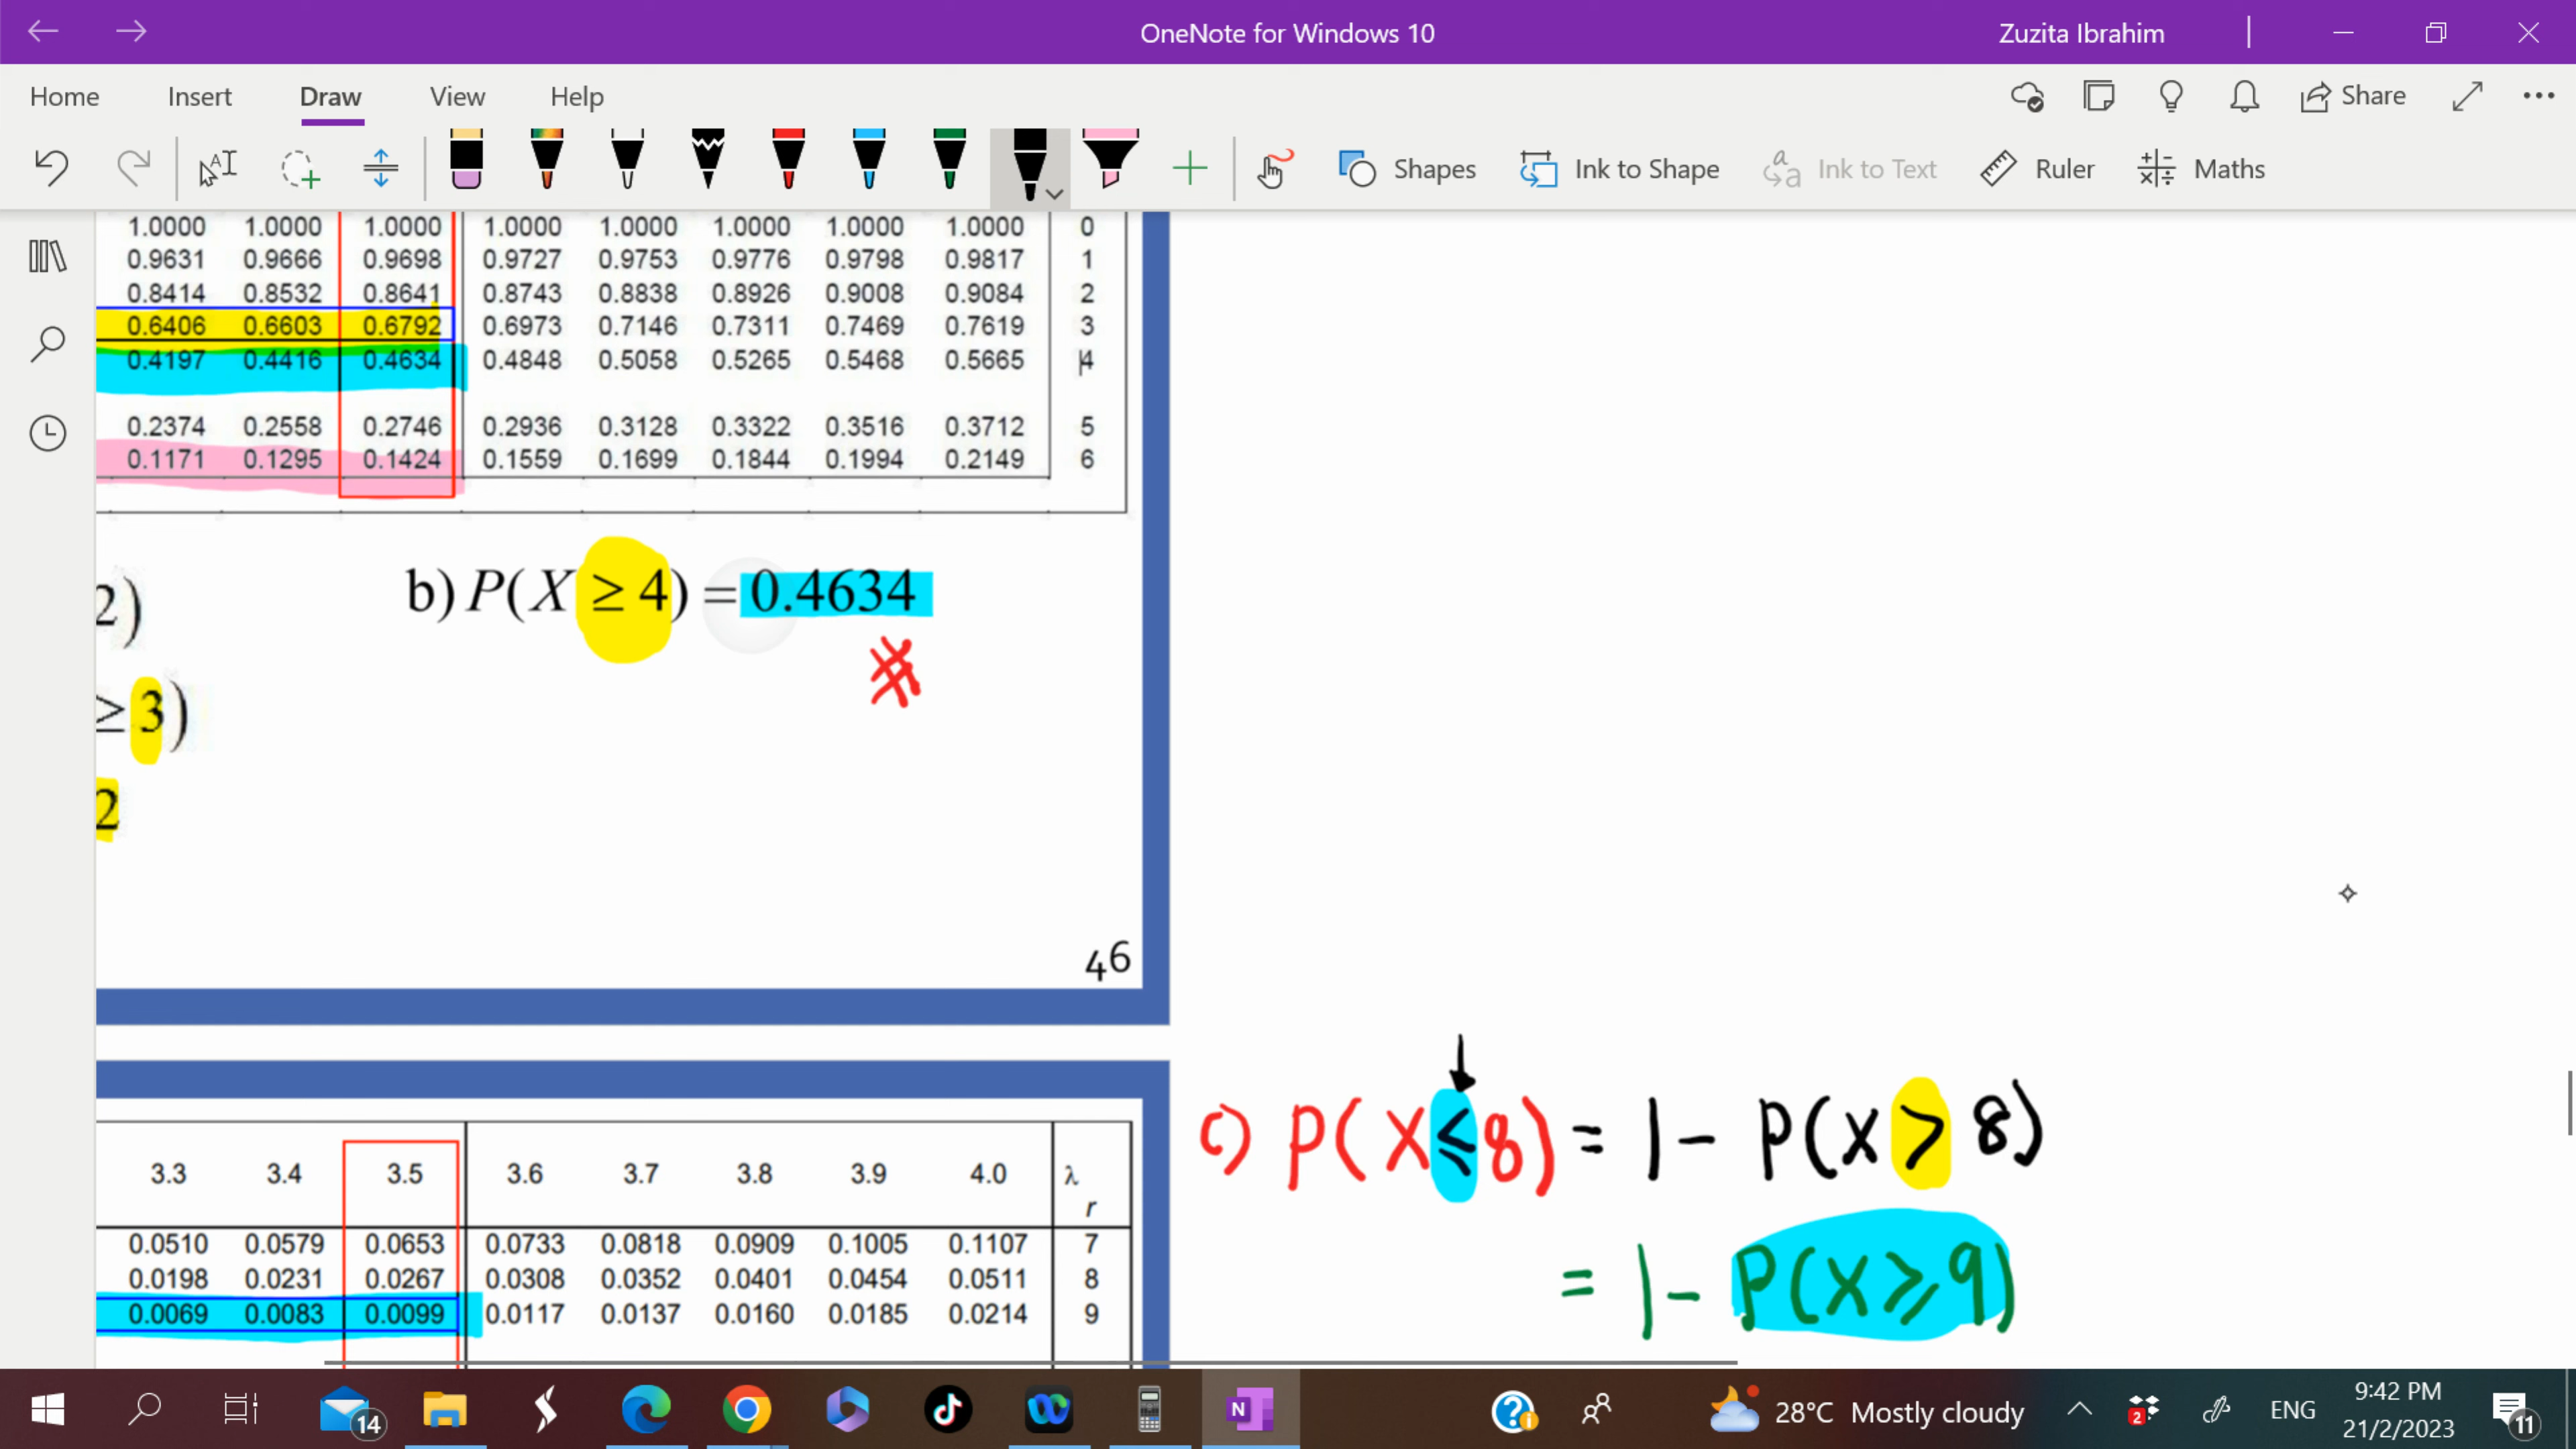 OneNote for Windows 10
Zuzita Ibrahim
Home Insert Draw View Help
Share
Shapes Ink to Shape Ink to Text Ruler Maths
1.0000 1.0000 1.0000 1.0000 1.0000 1.0000 1.0000 1.0000 0
0.9631 0.9666 0.9698 0.9727 0.9753 0.9776 0.9798 0.9817 1
0.8414 0.8532 0.8641 0.8743 0.8838 0.8926 0.9008 0.9084 2
0.6406 0.6603 0.6792 0.6973 0.7146 0.7311 0.7469 0.7619 3
0.4197 0.4416 0.4634 0.4848 0.5058 0.5265 0.5468 0.5665 4
0.2374 0.2558 0.2746 0.2936 0.3128 0.3322 0.3516 0.3712 5
0.1171 0.1295 0.1424 0.1559 0.1699 0.1844 0.1994 0.2149 6
2)
b) P(X ≥ 4) = 0.4634
#
≥ 3)
2
46
c) P(X ≤ 8) = 1 - P(X > 8)
= 1 - P(X ≥ 9)
3.3 3.4 3.5 3.6 3.7 3.8 3.9 4.0 λ
r
0.0510 0.0579 0.0653 0.0733 0.0818 0.0909 0.1005 0.1107 7
0.0198 0.0231 0.0267 0.0308 0.0352 0.0401 0.0454 0.0511 8
0.0069 0.0083 0.0099 0.0117 0.0137 0.0160 0.0185 0.0214 9
14
N
28°C Mostly cloudy
2
ENG
9:42 PM
21/2/2023
11